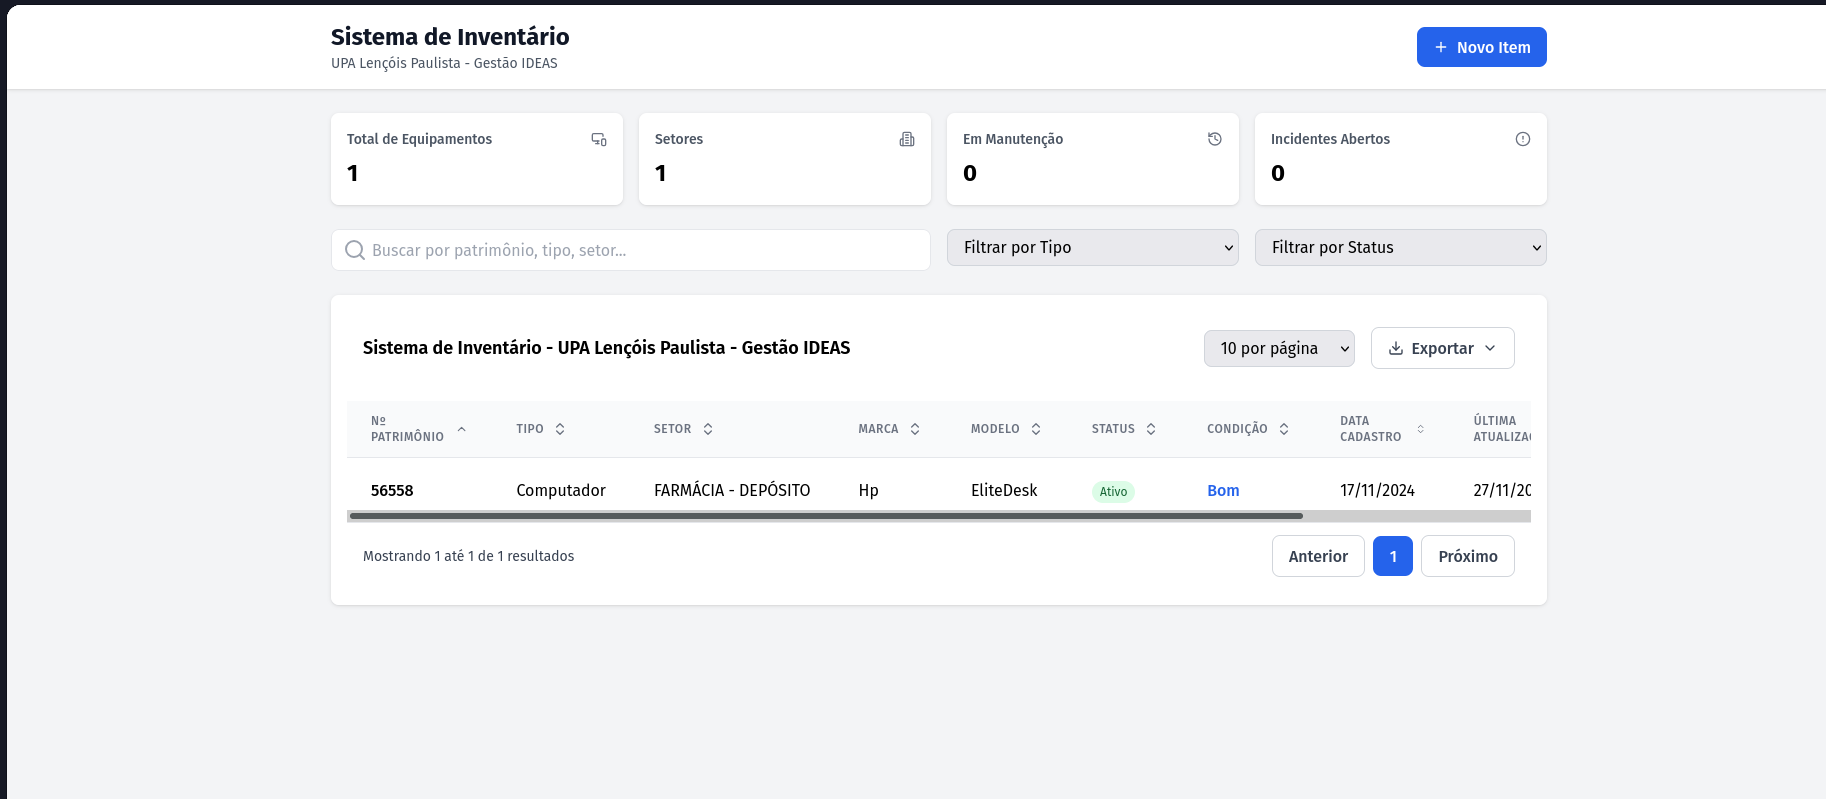 Sistema de Inventário
UPA Lençóis Paulista - Gestão IDEAS
Novo Item
Total de Equipamentos
1
Setores
1
Em Manutenção
0
Incidentes Abertos
0
Buscar por patrimônio, tipo, setor...
Filtrar por Tipo
Filtrar por Status
Sistema de Inventário - UPA Lençóis Paulista - Gestão IDEAS
10 por página
Exportar
Nº
PATRIMÔNIO
TIPO
SETOR
MARCA
MODELO
STATUS
CONDIÇÃO
DATA
CADASTRO
ÚLTIMA
ATUALIZAÇ
56558
Computador
FARMÁCIA - DEPÓSITO
Hp
EliteDesk
Ativo
Bom
17/11/2024
27/11/20
Mostrando 1 até 1 de 1 resultados
Anterior
1
Próximo